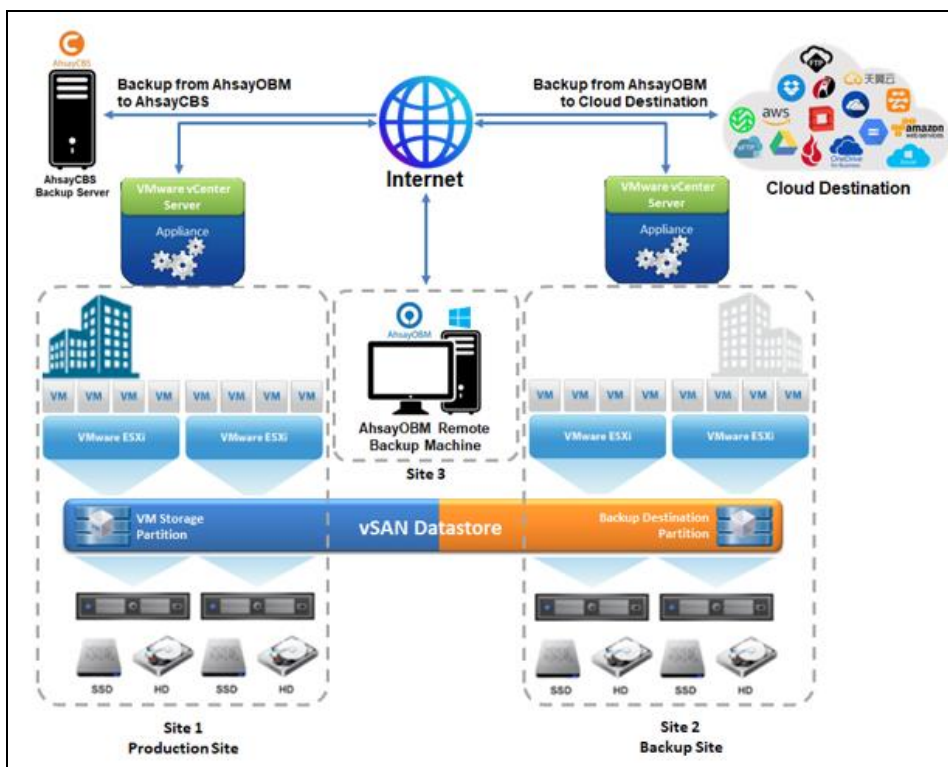 AhsayCBS
Backup from AhsayOBM
to AhsayCBS
Backup from AhsayOBM
to Cloud Destination
FTP
天翼云
aws
amazon
web services
SFTP
OneDrive
for Business
AhsayCBS
Backup Server
Internet
Cloud Destination
VMware vCenter
Server
Appliance
VMware vCenter
Server
Appliance
AhsayOBM
AhsayOBM Remote
Backup Machine
Site 3
VM VM VM VM VM VM VM VM
VM VM VM VM VM VM VM VM
VMware ESXi VMware ESXi
VMware ESXi VMware ESXi
VM Storage
Partition
vSAN Datastore
Backup Destination
Partition
SSD HD SSD HD
SSD HD SSD HD
Site 1
Production Site
Site 2
Backup Site